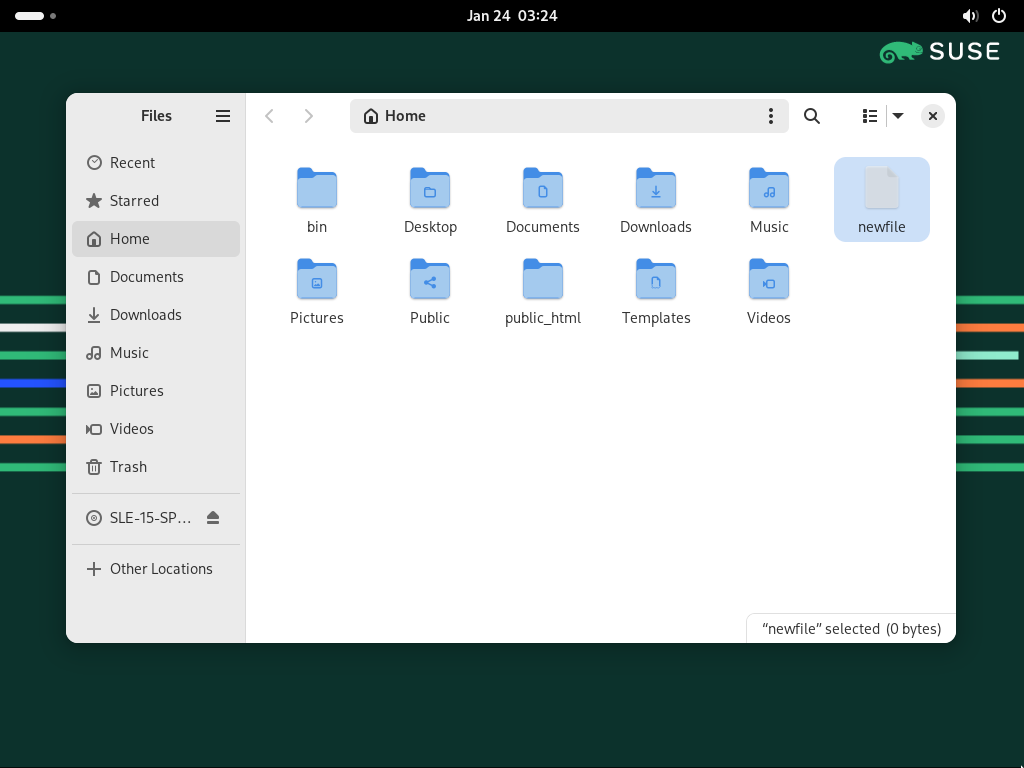 Jan 24 03:24
SUSE
Files
Home
Recent
Starred
Home
Documents
Downloads
Music
Pictures
Videos
Trash
SLE-15-SP…
Other Locations
bin
Desktop
Documents
Downloads
Music
newfile
Pictures
Public
public_html
Templates
Videos
“newfile” selected (0 bytes)